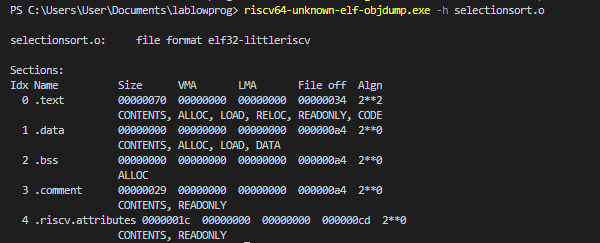 PS C:\Users\User\Documents\lablowprog> riscv64-unknown-elf-objdump.exe -h selectionsort.o
selectionsort.o:     file format elf32-littleriscv
Sections:
Idx Name          Size      VMA       LMA       File off  Algn
  0 .text         00000070  00000000  00000000  00000034  2**2
                  CONTENTS, ALLOC, LOAD, RELOC, READONLY, CODE
  1 .data         00000000  00000000  00000000  000000a4  2**0
                  CONTENTS, ALLOC, LOAD, DATA
  2 .bss          00000000  00000000  00000000  000000a4  2**0
                  ALLOC
  3 .comment      00000029  00000000  00000000  000000a4  2**0
                  CONTENTS, READONLY
  4 .riscv.attributes 0000001c  00000000  00000000  000000cd  2**0
                  CONTENTS, READONLY